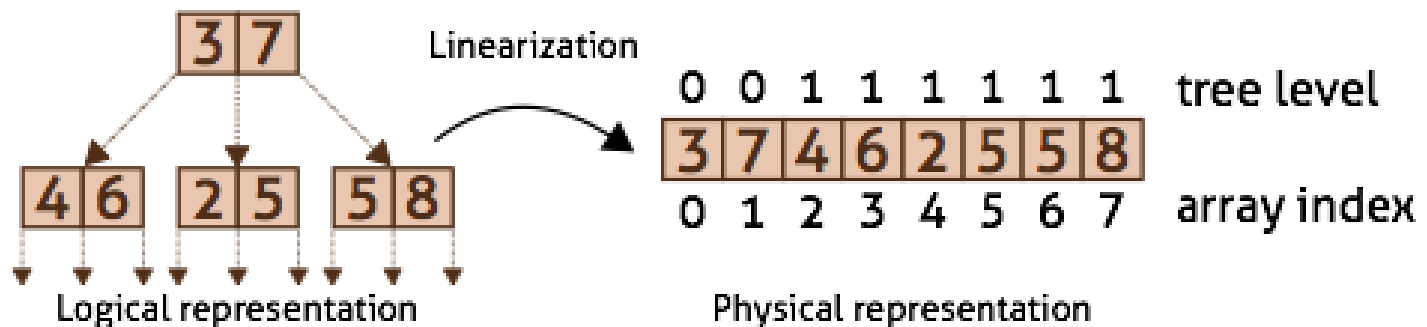 3 7
Linearization
0 0 1 1 1 1 1 1 tree level
3 7 4 6 2 5 5 8
4 6 2 5 5 8
0 1 2 3 4 5 6 7 array index
Logical representation
Physical representation